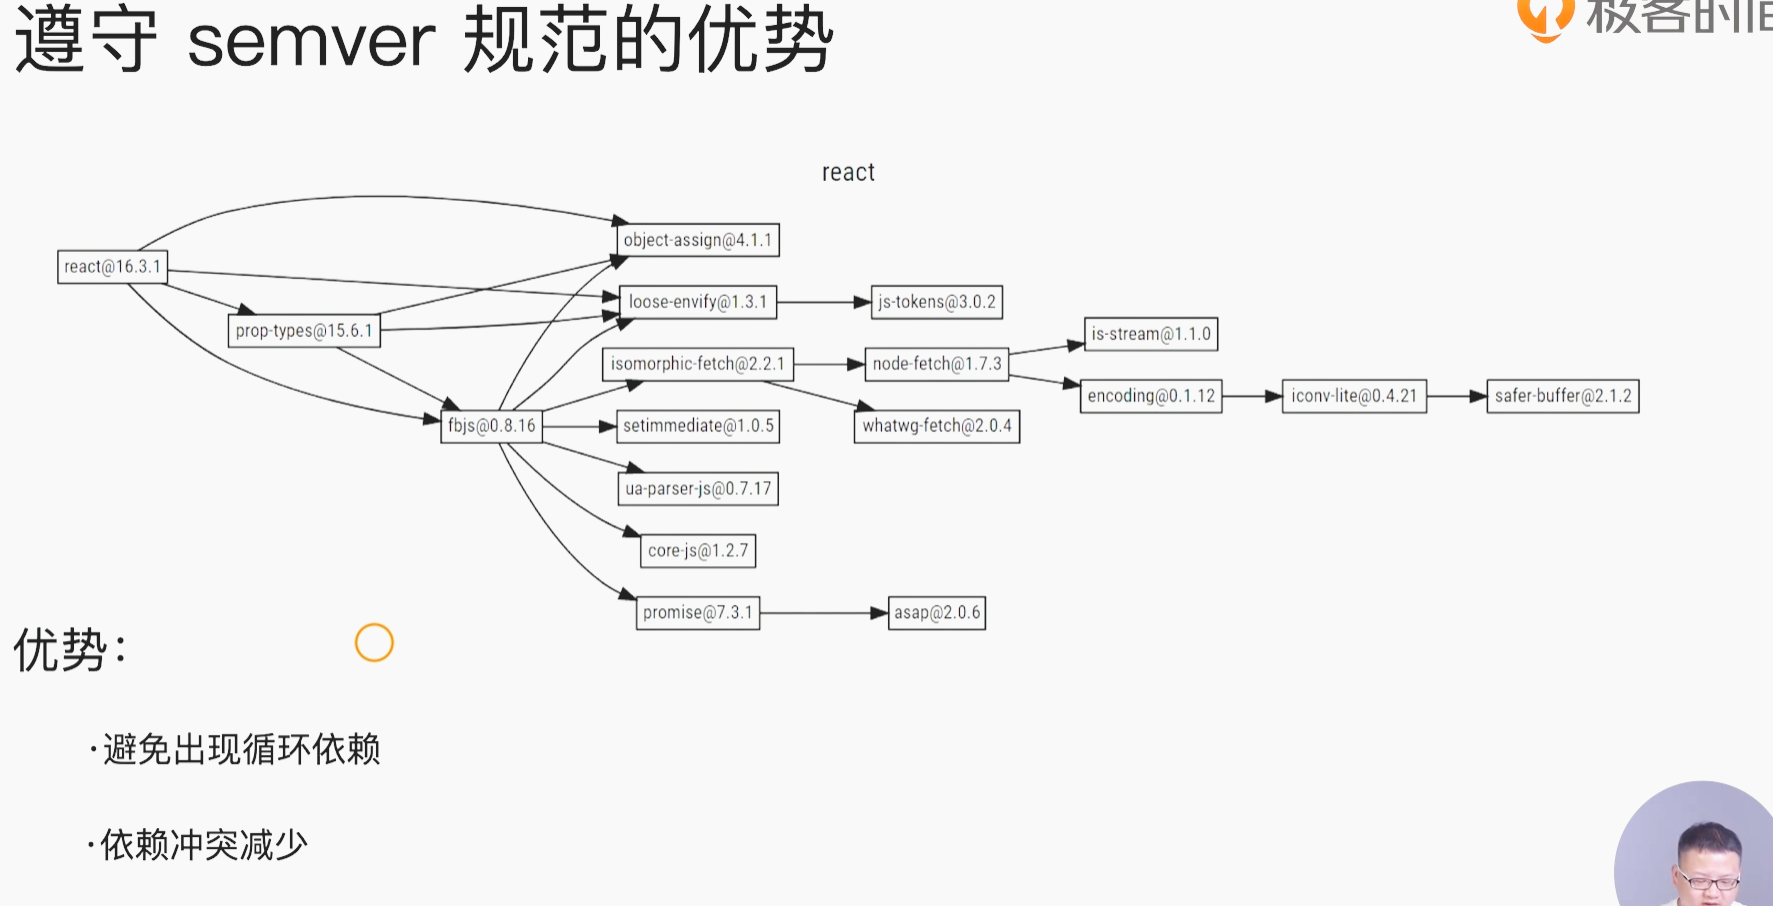 遵守 semver 规范的优势
极客时间
react
object-assign@4.1.1
react@16.3.1
loose-envify@1.3.1
js-tokens@3.0.2
prop-types@15.6.1
is-stream@1.1.0
isomorphic-fetch@2.2.1
node-fetch@1.7.3
encoding@0.1.12
iconv-lite@0.4.21
safer-buffer@2.1.2
fbjs@0.8.16
setimmediate@1.0.5
whatwg-fetch@2.0.4
ua-parser-js@0.7.17
core-js@1.2.7
promise@7.3.1
asap@2.0.6
优势：
·避免出现循环依赖
·依赖冲突减少